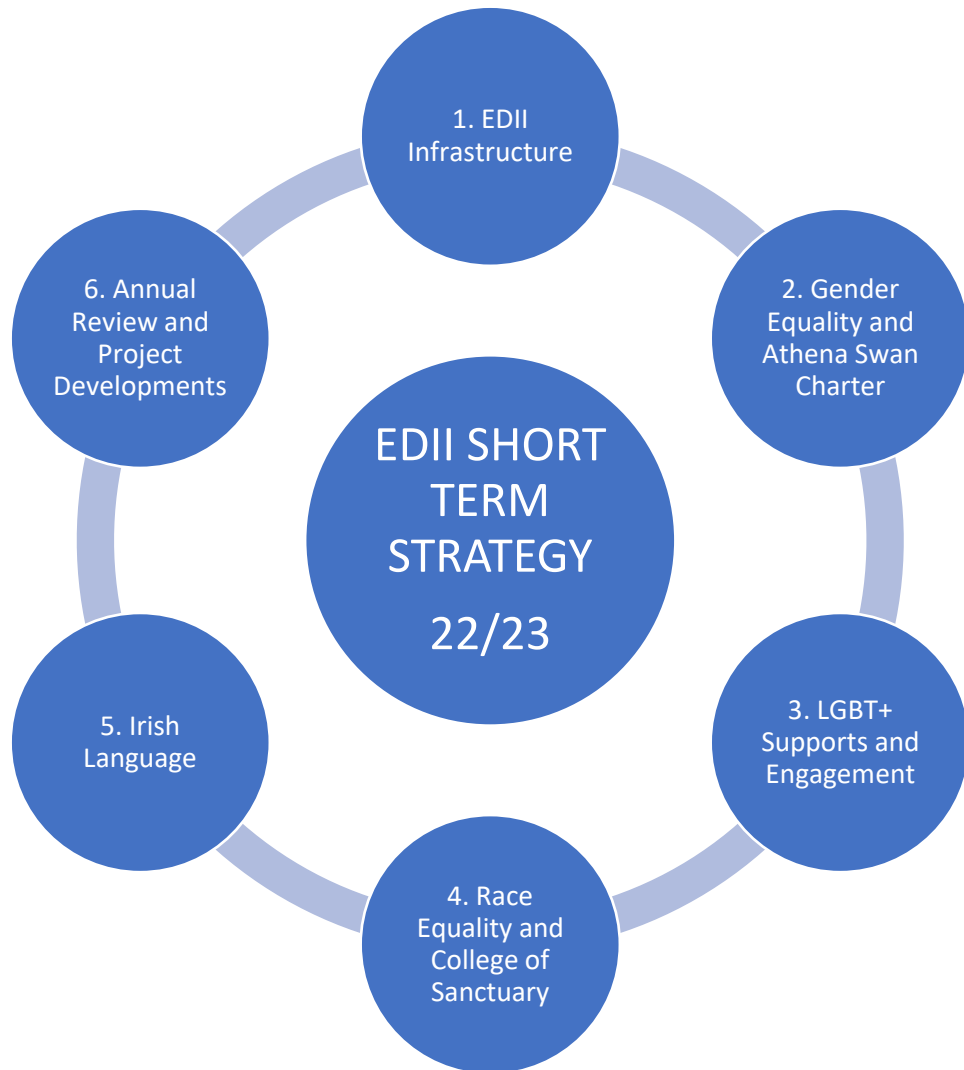 1. EDII
Infrastructure
2. Gender
Equality and
Athena Swan
Charter
3. LGBT+
Supports and
Engagement
4. Race
Equality and
College of
Sanctuary
5. Irish
Language
6. Annual
Review and
Project
Developments
EDII SHORT
TERM
STRATEGY
22/23